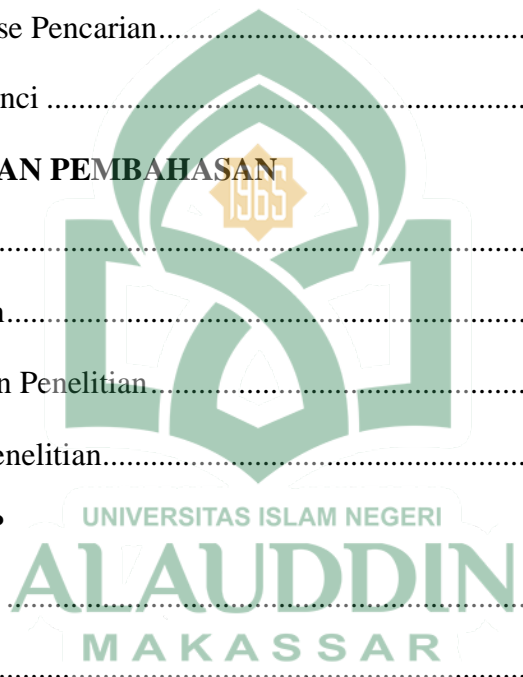 se Pencarian..............................................................
nci ............................................................................
AN PEMBAHASAN
1965
..................................................................................
n.................................................................................
n Penelitian................................................................
enelitian......................................................................
P
UNIVERSITAS ISLAM NEGERI
ALAUDDIN
..................................................................................
MAKASSAR
..................................................................................